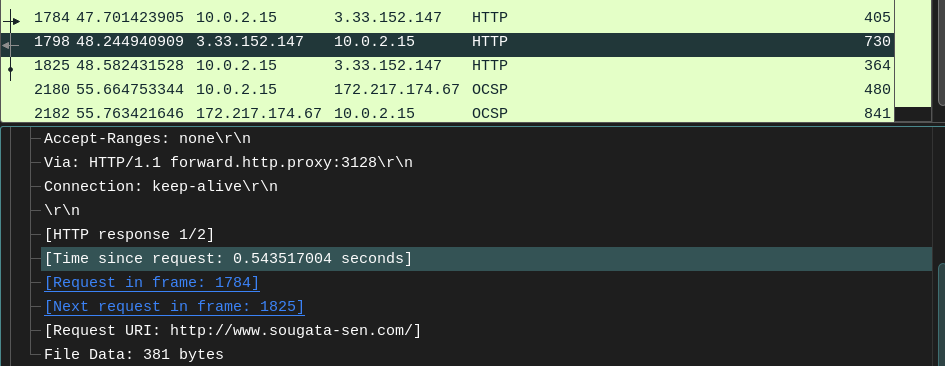 1784 47.701423905 10.0.2.15 3.33.152.147 HTTP 405
1798 48.244940909 3.33.152.147 10.0.2.15 HTTP 730
1825 48.582431528 10.0.2.15 3.33.152.147 HTTP 364
2180 55.664753344 10.0.2.15 172.217.174.67 OCSP 480
2182 55.763421646 172.217.174.67 10.0.2.15 OCSP 841
Accept-Ranges: none\r\n
Via: HTTP/1.1 forward.http.proxy:3128\r\n
Connection: keep-alive\r\n
\r\n
[HTTP response 1/2]
[Time since request: 0.543517004 seconds]
[Request in frame: 1784]
[Next request in frame: 1825]
[Request URI: http://www.sougata-sen.com/]
File Data: 381 bytes